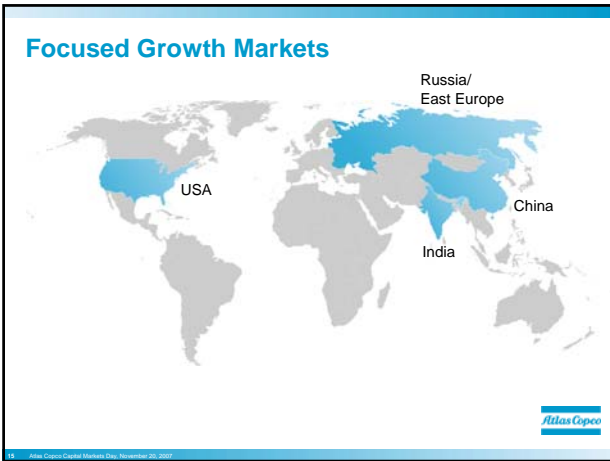 Focused Growth Markets
Russia/
East Europe
USA
China
India
Atlas Copco
15 Atlas Copco Capital Markets Day, November 20, 2007